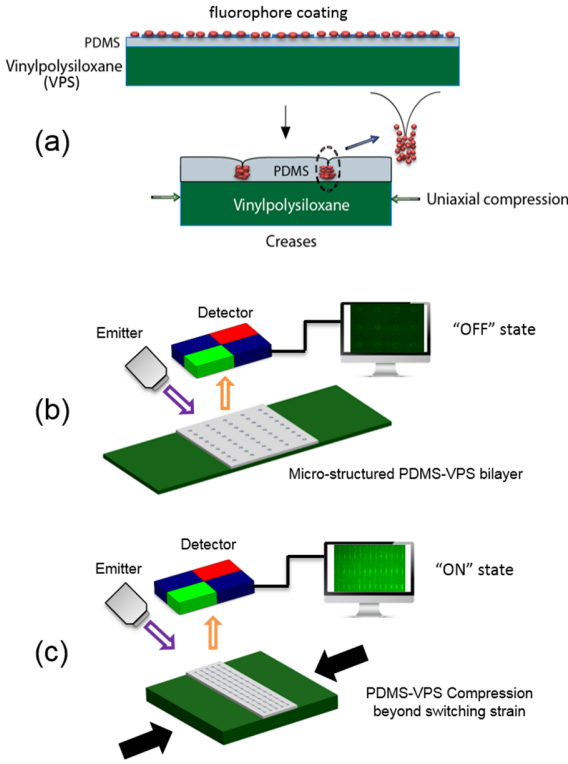 fluorophore coating
PDMS
Vinylpolysiloxane
(VPS)
(a)
PDMS
Vinylpolysiloxane
Uniaxial compression
Creases
Detector
Emitter
“OFF” state
(b)
Micro-structured PDMS-VPS bilayer
Detector
Emitter
“ON” state
(c)
PDMS-VPS Compression
beyond switching strain